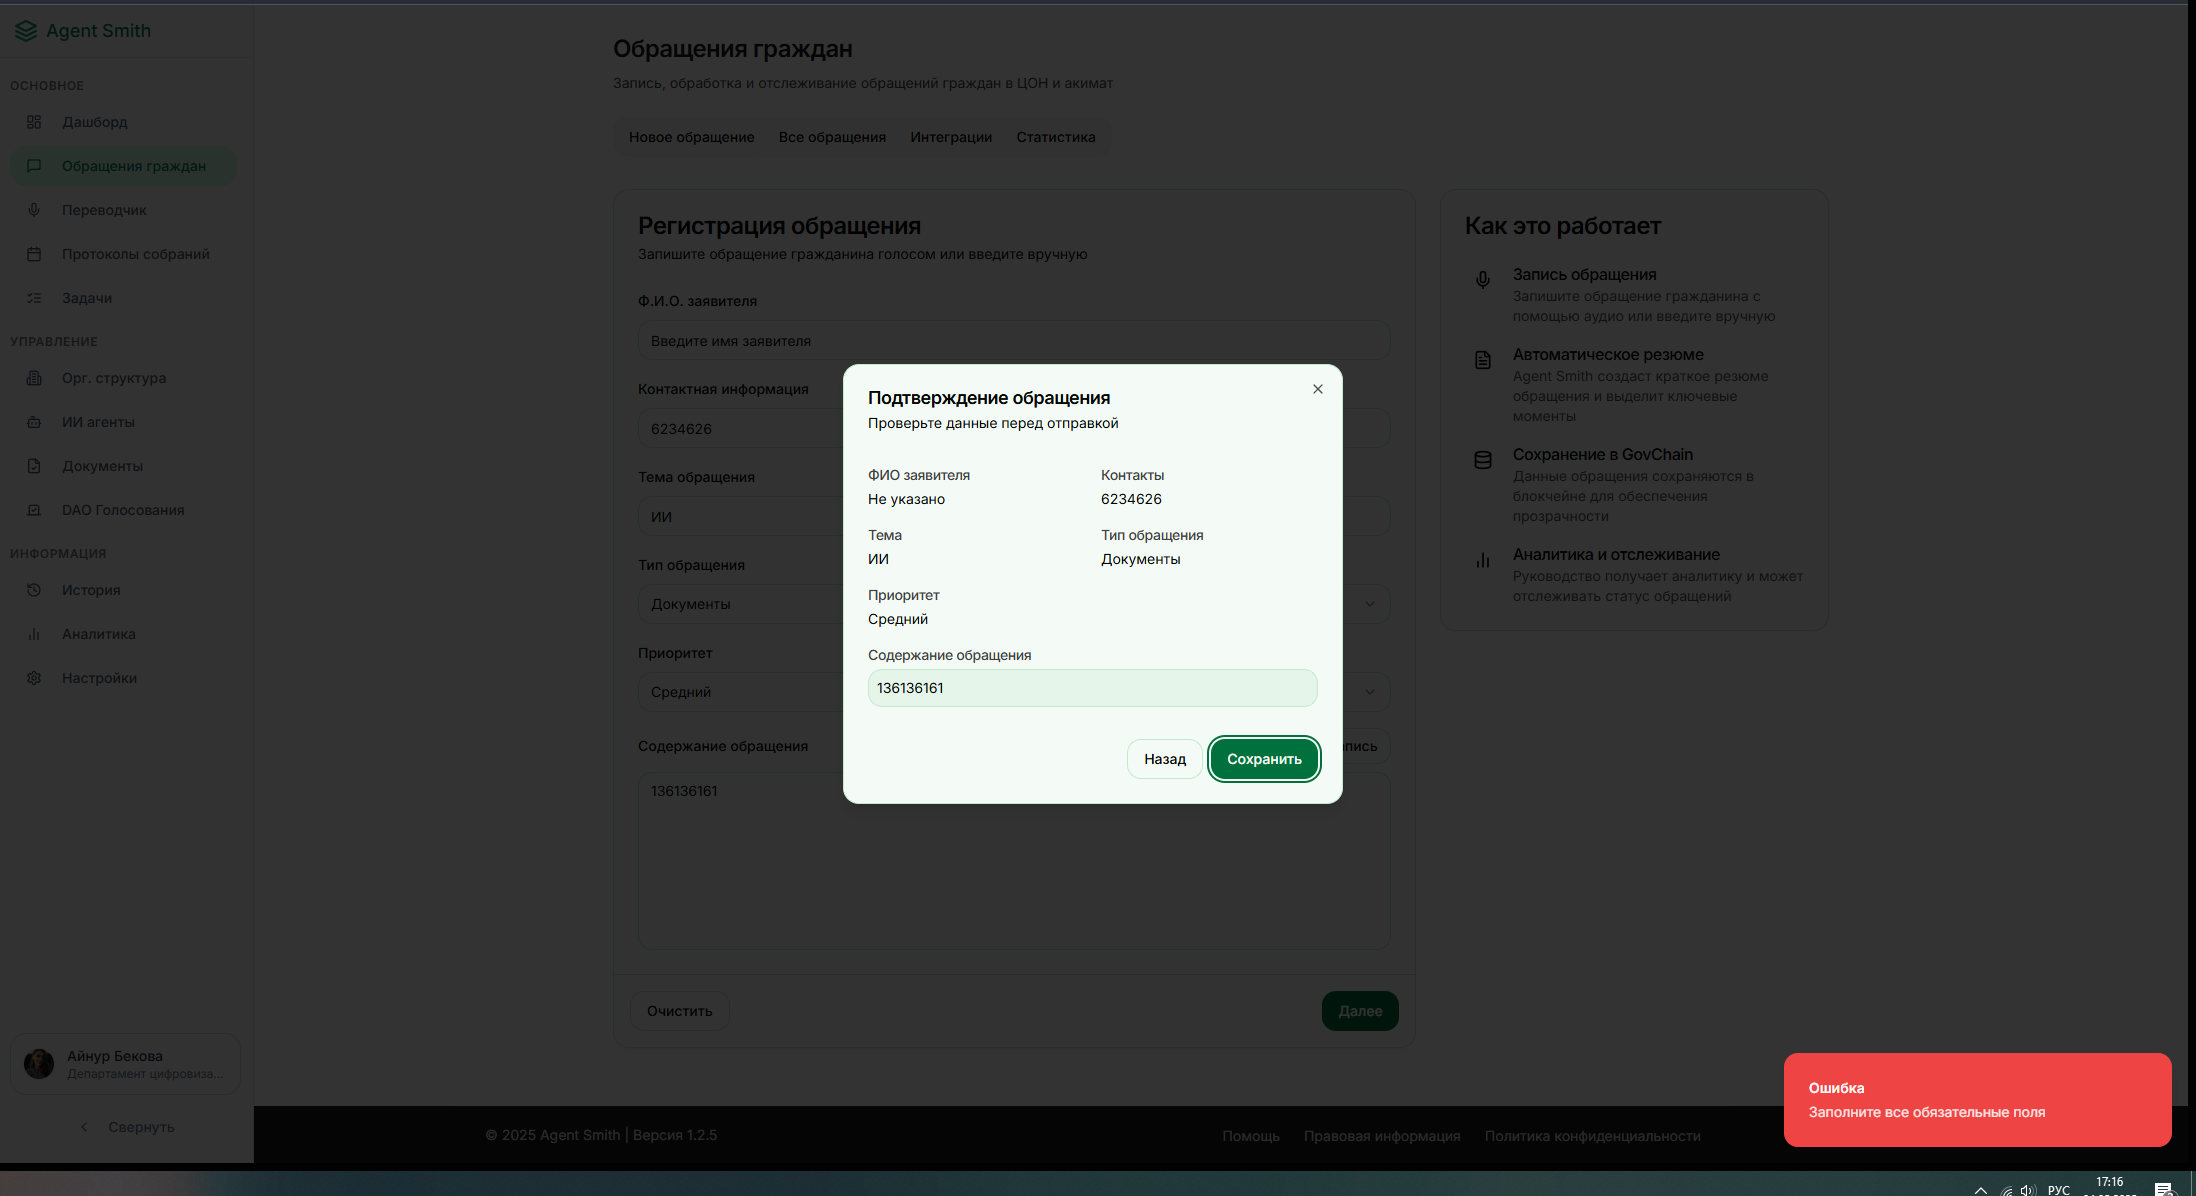 Agent Smith
ОСНОВНОЕ
Дашборд
Обращения граждан
Переводчик
Протоколы собраний
Задачи
УПРАВЛЕНИЕ
Орг. структура
ИИ агенты
Документы
DAO Голосования
ИНФОРМАЦИЯ
История
Аналитика
Настройки
Айнур Бекова
Департамент цифровиза...
Свернуть
Обращения граждан
Запись, обработка и отслеживание обращений граждан в ЦОН и акимат
Новое обращение Все обращения Интеграции Статистика
Регистрация обращения
Запишите обращение гражданина голосом или введите вручную
Ф.И.О. заявителя
Введите имя заявителя
Контактная информация
6234626
Тема обращения
ИИ
Тип обращения
Документы
Приоритет
Средний
Содержание обращения
пись
136136161
Очистить
Далее
Подтверждение обращения
Проверьте данные перед отправкой
ФИО заявителя
Не указано
Контакты
6234626
Тема
ИИ
Тип обращения
Документы
Приоритет
Средний
Содержание обращения
136136161
Назад
Сохранить
Как это работает
Запись обращения
Запишите обращение гражданина с
помощью аудио или введите вручную
Автоматическое резюме
Agent Smith создаст краткое резюме
обращения и выделит ключевые
моменты
Сохранение в GovChain
Данные обращения сохраняются в
блокчейне для обеспечения
прозрачности
Аналитика и отслеживание
Руководство получает аналитику и может
отслеживать статус обращений
Ошибка
Заполните все обязательные поля
© 2025 Agent Smith | Версия 1.2.5
Помощь Правовая информация Политика конфиденциальности
РУС
17:16